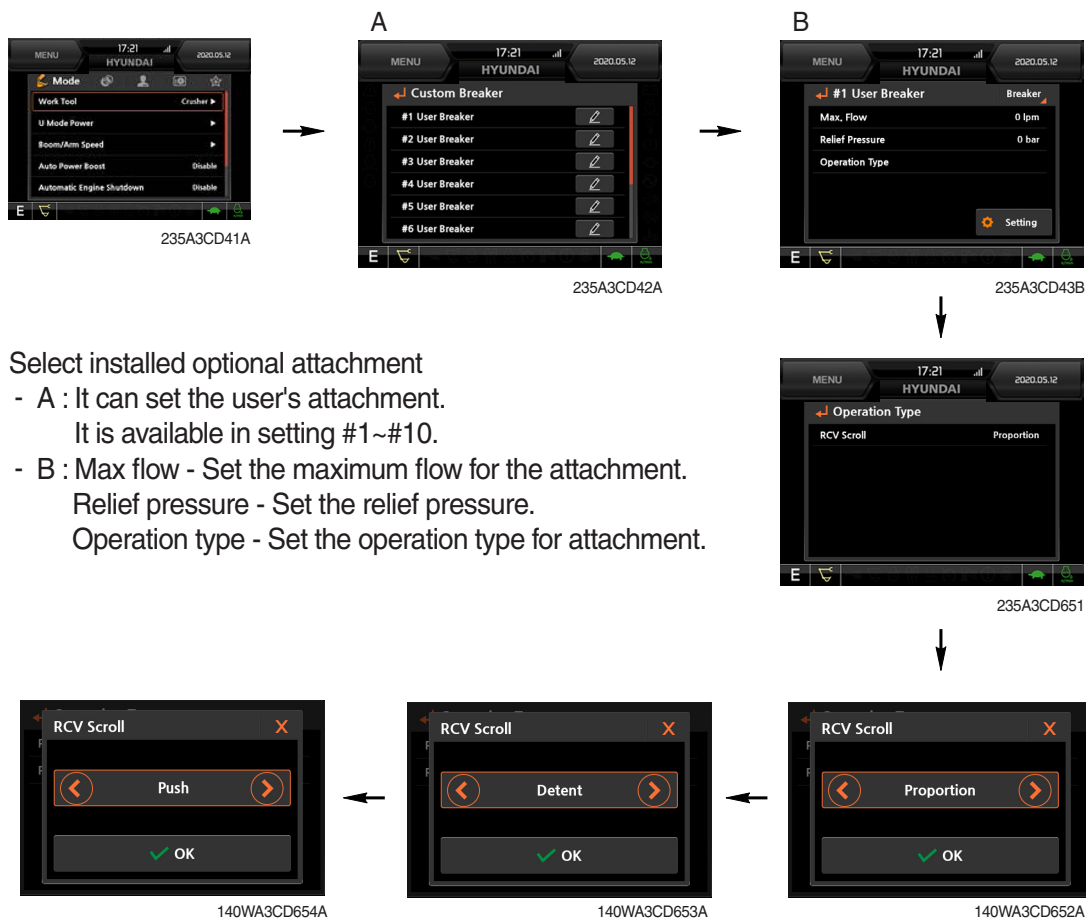 A
B
MENU
17:21
HYUNDAI
2020.05.12
Mode
Work Tool Crusher
U Mode Power
Boom/Arm Speed
Auto Power Boost Disable
Automatic Engine Shutdown Disable
E
235A3CD41A
MENU
17:21
HYUNDAI
2020.05.12
Custom Breaker
#1 User Breaker
#2 User Breaker
#3 User Breaker
#4 User Breaker
#5 User Breaker
#6 User Breaker
E
235A3CD42A
MENU
17:21
HYUNDAI
2020.05.12
#1 User Breaker Breaker
Max, Flow 0 lpm
Relief Pressure 0 bar
Operation Type
Setting
E
235A3CD43B
Select installed optional attachment
- A : It can set the user's attachment.
It is available in setting #1~#10.
- B : Max flow - Set the maximum flow for the attachment.
Relief pressure - Set the relief pressure.
Operation type - Set the operation type for attachment.
MENU
17:21
HYUNDAI
2020.05.12
Operation Type
RCV Scroll Proportion
E
235A3CD651
RCV Scroll X
Push
OK
140WA3CD654A
RCV Scroll X
Detent
OK
140WA3CD653A
RCV Scroll X
Proportion
OK
140WA3CD652A